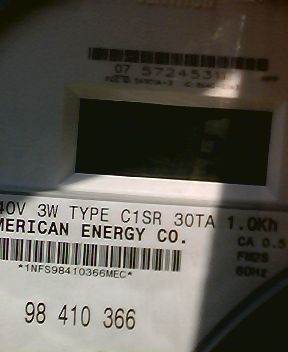 07 5724531
40V 3W TYPE C1SR 30TA 1.0Kh
MERICAN ENERGY CO.
CA 0.5
FM2S
60Hz
*1NFS98410366MEC*
98 410 366